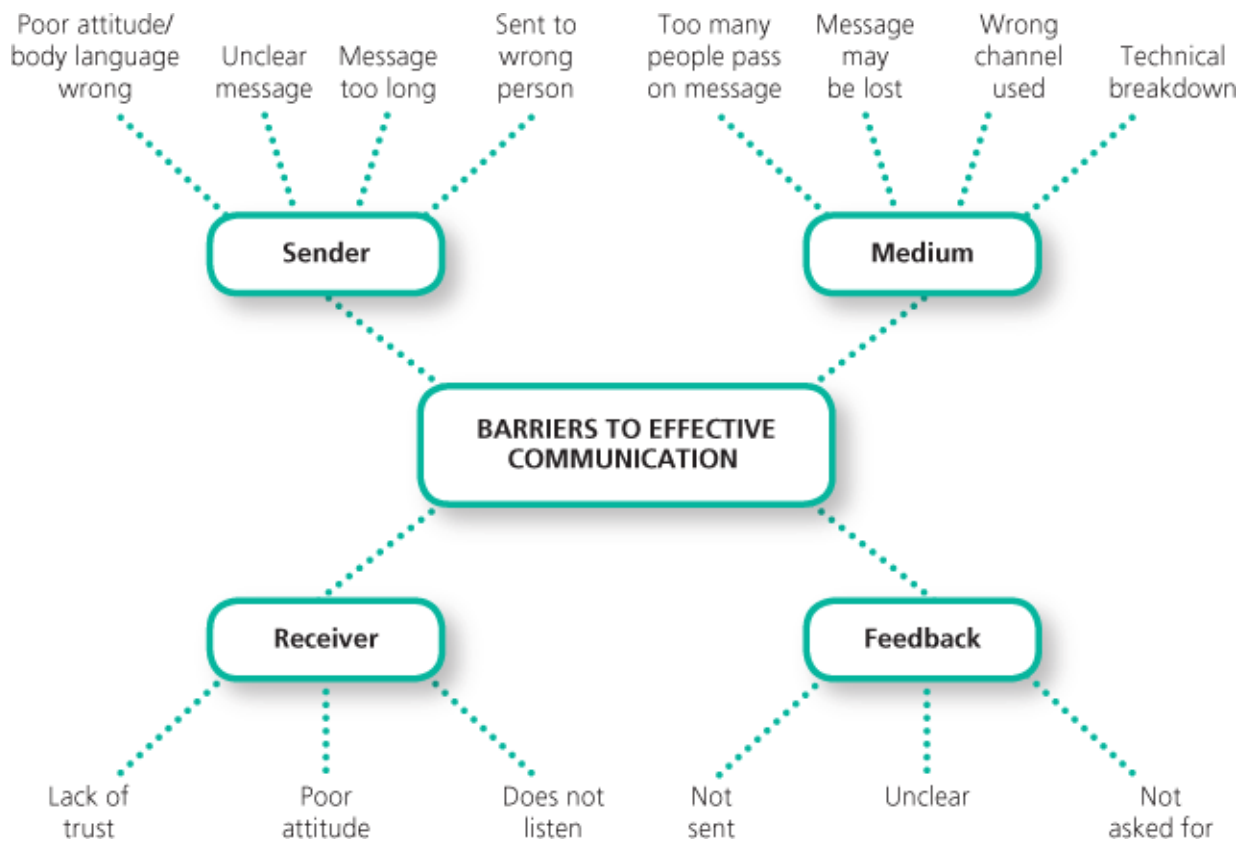 Poor attitude/
body language
wrong
Unclear
message
Message
too long
Sent to
wrong
person
Too many
people pass
on message
Message
may
be lost
Wrong
channel
used
Technical
breakdown
Sender
Medium
BARRIERS TO EFFECTIVE
COMMUNICATION
Receiver
Feedback
Lack of
trust
Poor
attitude
Does not
listen
Not
sent
Unclear
Not
asked for